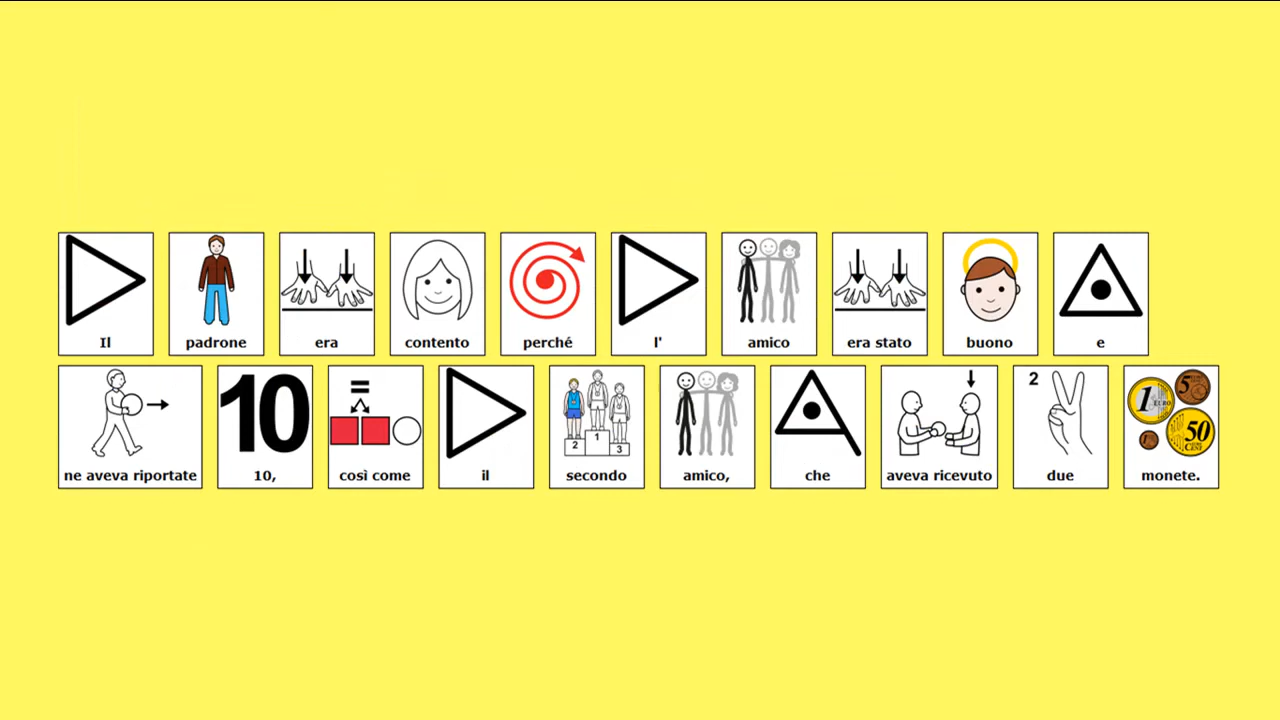 Il padrone era contento perché l' amico era stato buono e
ne aveva riportate 10, così come il secondo amico, che aveva ricevuto due monete.